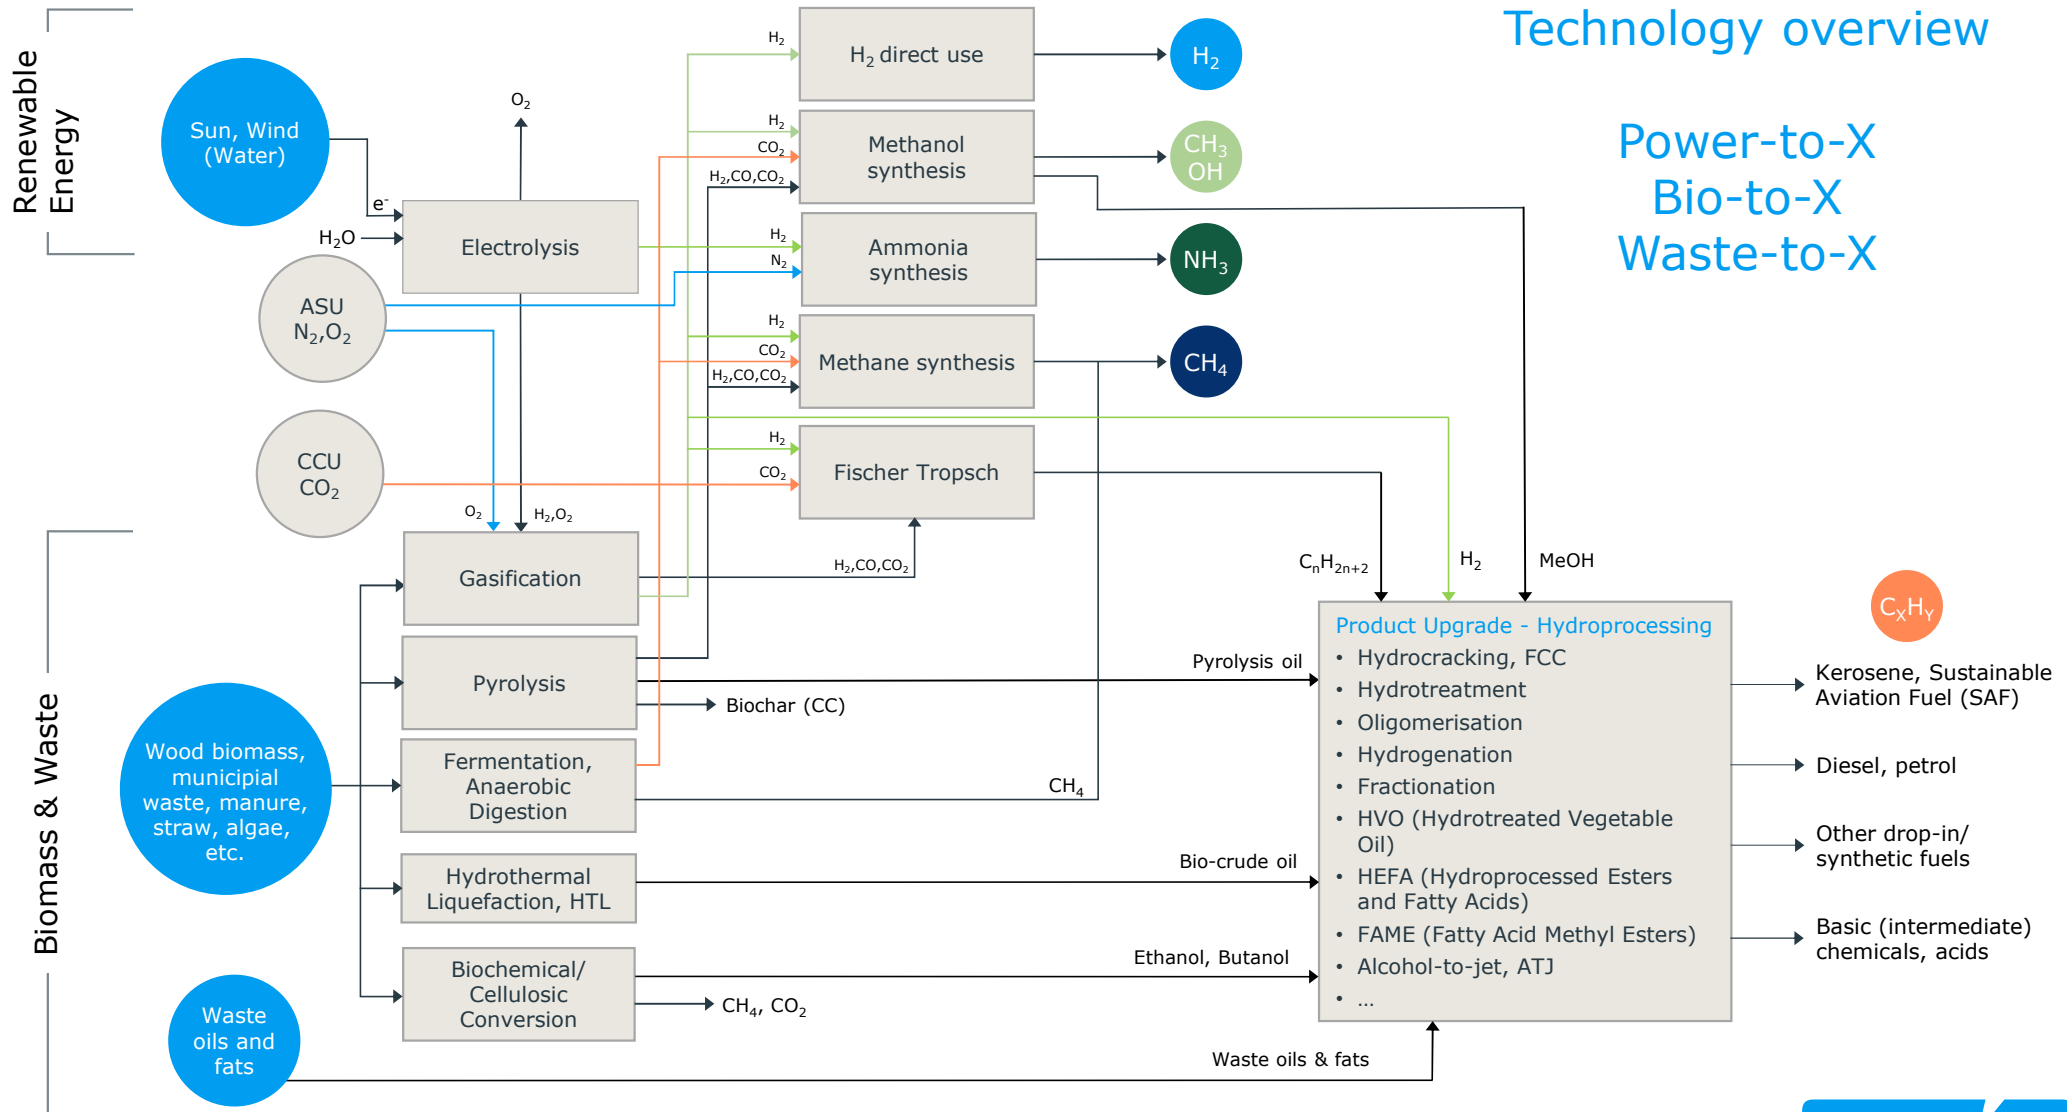 Technology overview
Power-to-X
Bio-to-X
Waste-to-X
Renewable
Energy
Sun, Wind
(Water)
e⁻
H₂O
O₂
Electrolysis
ASU
N₂,O₂
CCU
CO₂
O₂
H₂,O₂
H₂
H₂ direct use
H₂
H₂
CO₂
H₂,CO,CO₂
Methanol
synthesis
CH₃
OH
H₂
N₂
Ammonia
synthesis
NH₃
H₂
CO₂
H₂,CO,CO₂
Methane synthesis
CH₄
H₂
CO₂
Fischer Tropsch
H₂,CO,CO₂
CₙH₂ₙ₊₂
H₂
MeOH
Biomass & Waste
Wood biomass,
municipial
waste, manure,
straw, algae,
etc.
Waste
oils and
fats
Gasification
Pyrolysis
Pyrolysis oil
Biochar (CC)
Fermentation,
Anaerobic
Digestion
CH₄
Hydrothermal
Liquefaction, HTL
Bio-crude oil
Biochemical/
Cellulosic
Conversion
Ethanol, Butanol
CH₄, CO₂
Waste oils & fats
Product Upgrade - Hydroprocessing
• Hydrocracking, FCC
• Hydrotreatment
• Oligomerisation
• Hydrogenation
• Fractionation
• HVO (Hydrotreated Vegetable
Oil)
• HEFA (Hydroprocessed Esters
and Fatty Acids)
• FAME (Fatty Acid Methyl Esters)
• Alcohol-to-jet, ATJ
• ...
CXHY
Kerosene, Sustainable
Aviation Fuel (SAF)
Diesel, petrol
Other drop-in/
synthetic fuels
Basic (intermediate)
chemicals, acids